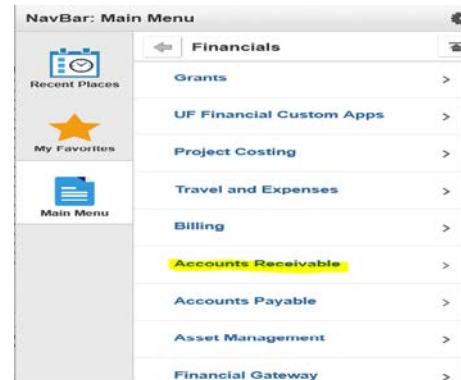 NavBar: Main Menu
Recent Places
My Favorites
Main Menu
Financials
Grants
UF Financial Custom Apps
Project Costing
Travel and Expenses
Billing
Accounts Receivable
Accounts Payable
Asset Management
Financial Gateway